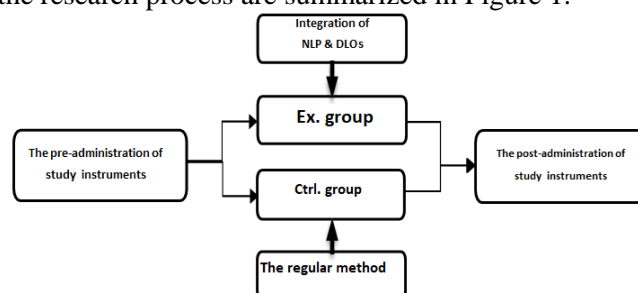 the research process are summarized in Figure 1.
Integration of
NLP & DLOs
Ex. group
The pre-administration of
study instruments
The post-administration of
study instruments
Ctrl. group
The regular method